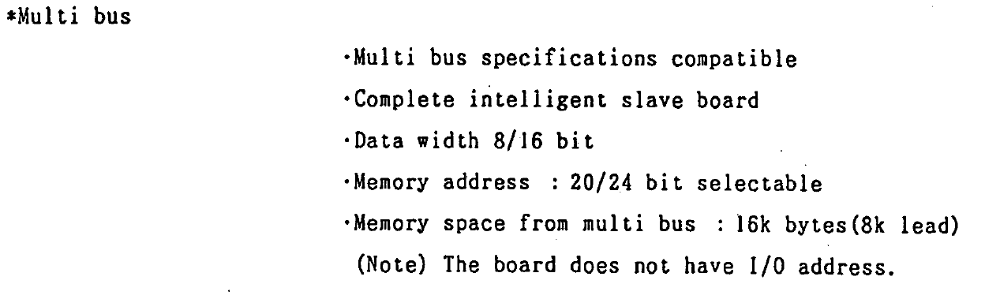 *Multi bus
·Multi bus specifications compatible
·Complete intelligent slave board
·Data width 8/16 bit
·Memory address : 20/24 bit selectable
·Memory space from multi bus : 16k bytes(8k lead)
(Note) The board does not have I/O address.